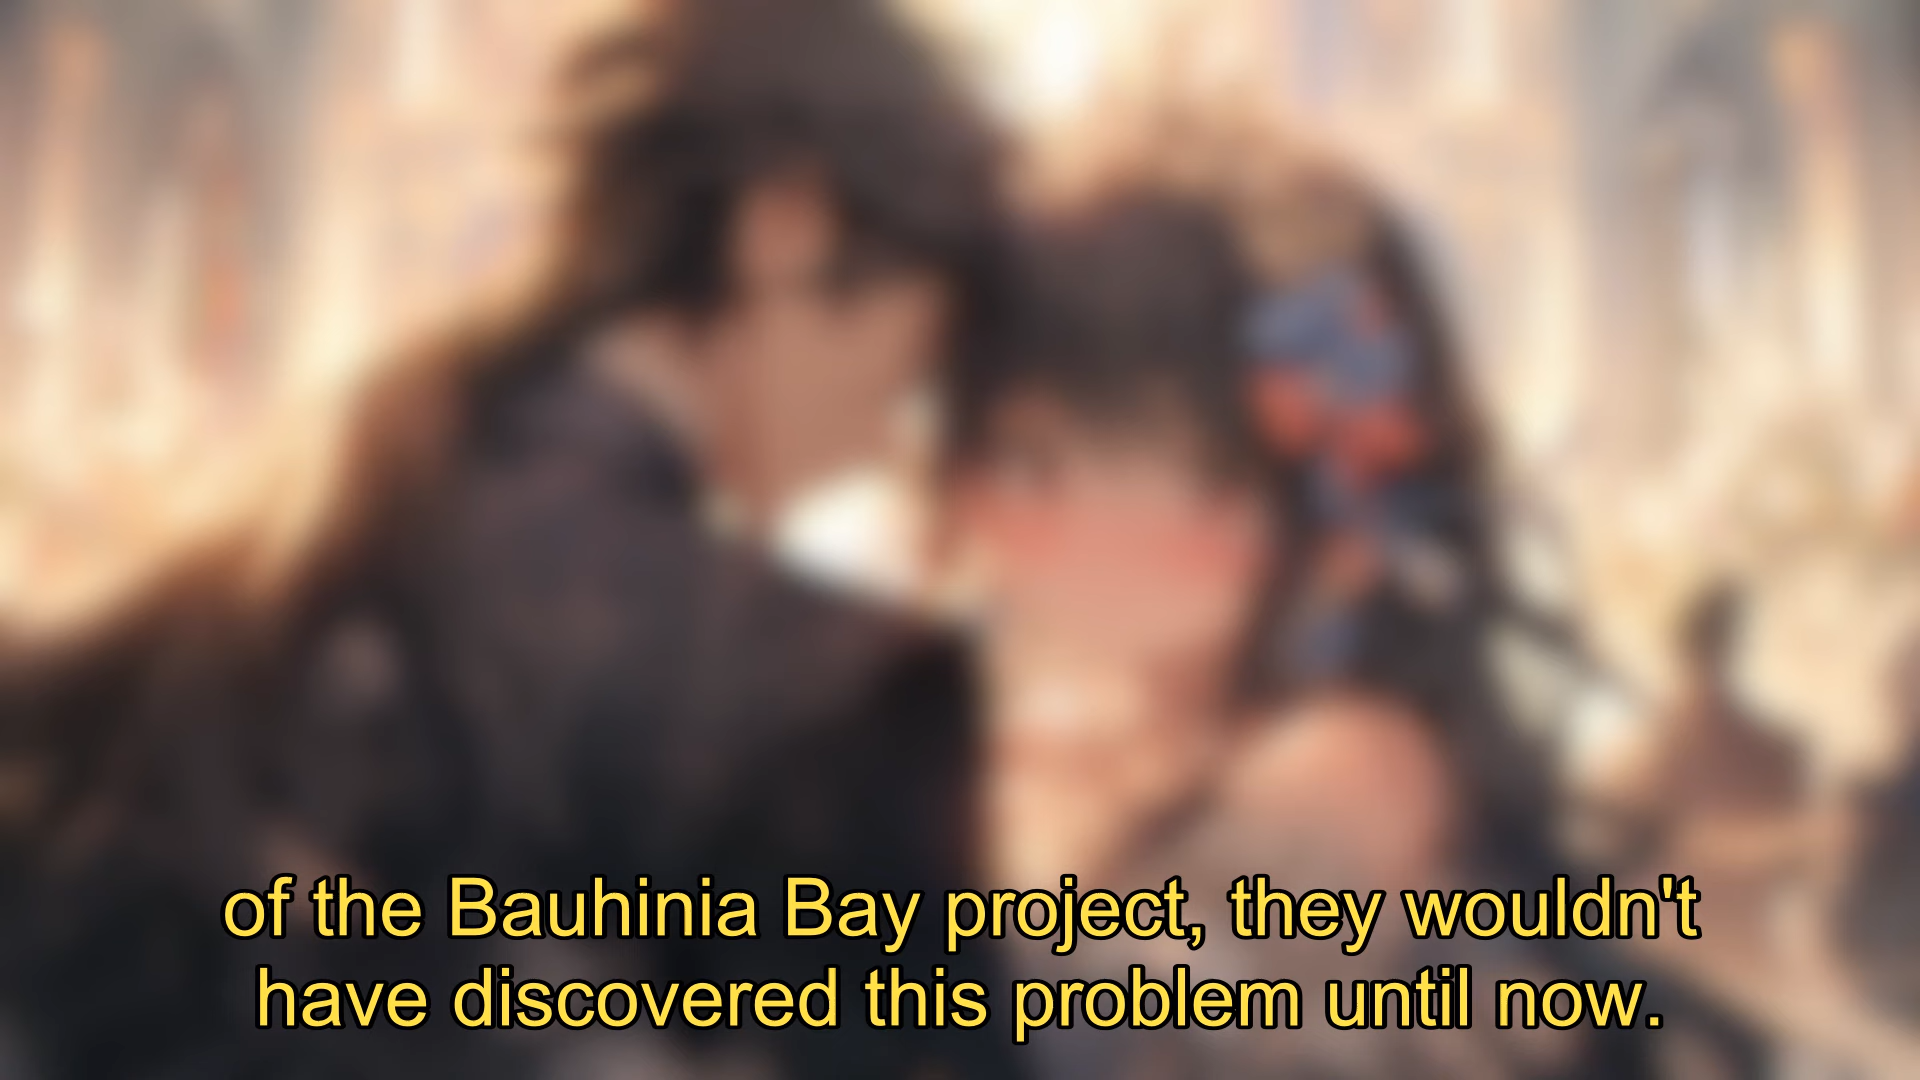 of the Bauhinia Bay project, they wouldn't
have discovered this problem until now.